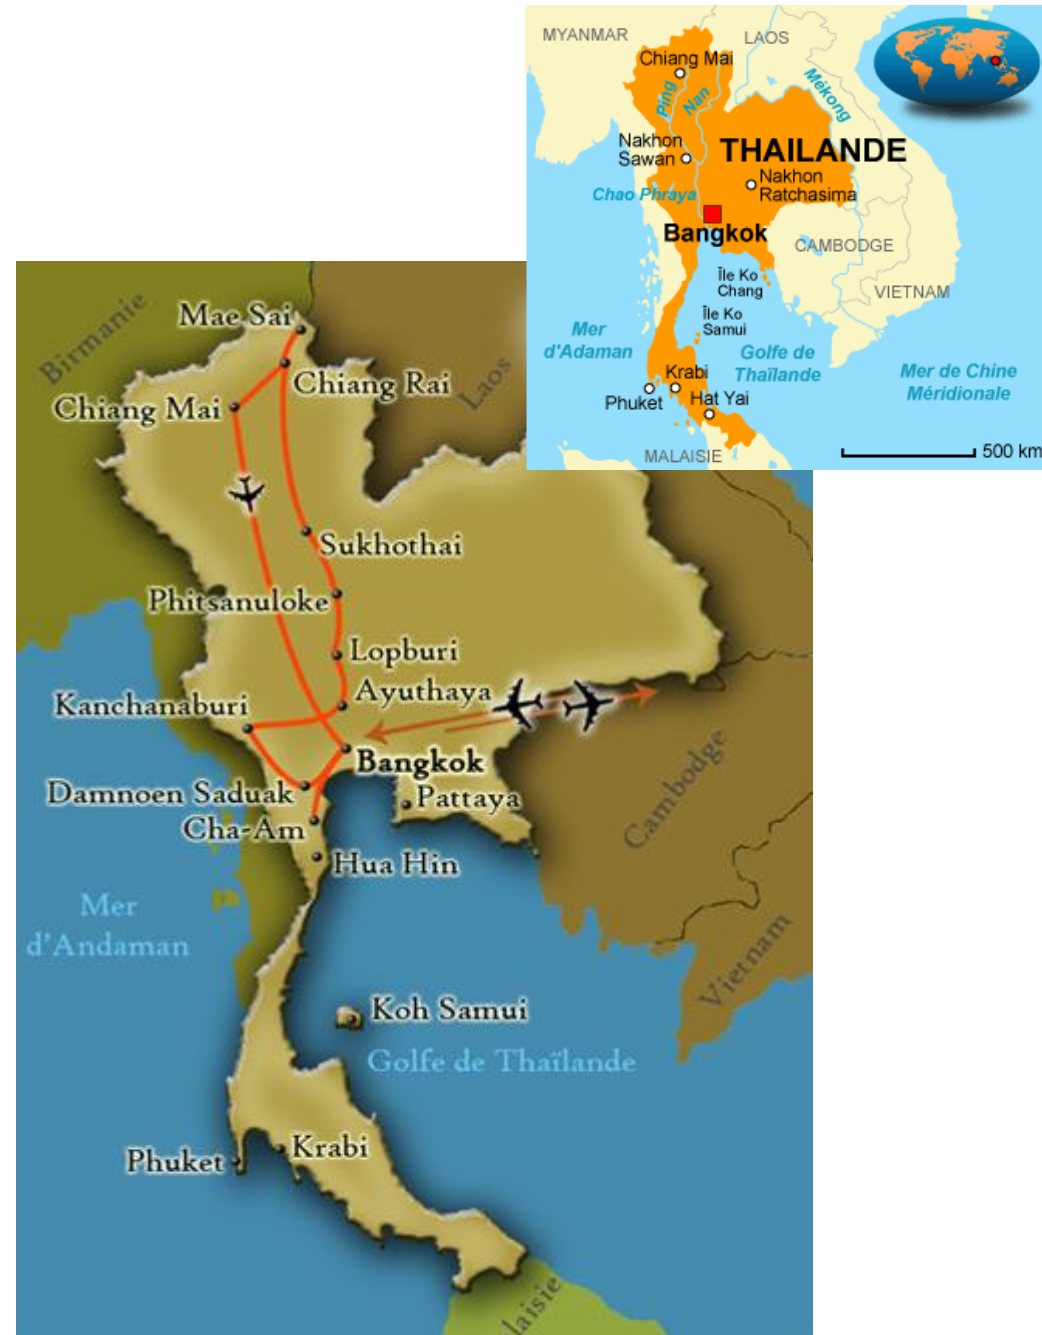 MYANMAR
LAOS
Chiang Mai
Ping
Nan
Mékong
Nakhon
Sawan
THAILANDE
Nakhon
Ratchasima
Chao Phraya
Bangkok
CAMBODGE
Île Ko
Chang
VIETNAM
Île Ko
Samui
Mer
d'Adaman
Golfe de
Thaïlande
Mer de Chine
Méridionale
Krabi
Phuket
Hat Yai
MALAISIE
500 km
Birmanie
Mae Sai
Laos
Chiang Rai
Chiang Mai
Sukhothai
Phitsanuloke
Lopburi
Ayuthaya
Kanchanaburi
Bangkok
Cambodge
Damnoen Saduak
Pattaya
Cha-Am
Hua Hin
Mer
d'Andaman
Vietnam
Koh Samui
Golfe de Thaïlande
Krabi
Phuket
laisie